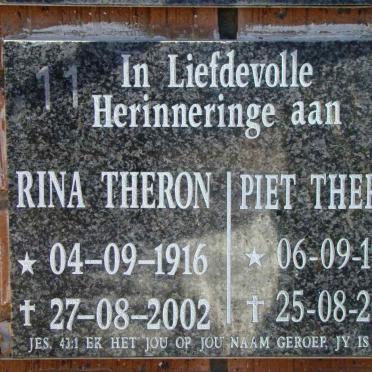 11
In Liefdevolle
Herinneringe aan
RINA THERON PIET THE
★ 04-09-1916 ★ 06-09-1
✝ 27-08-2002 ✝ 25-08-2
JES. 43:1 EK HET JOU OP JOU NAAM GEROEP, JY IS